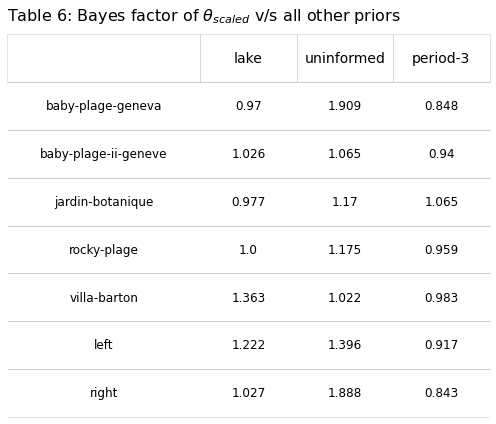 Table 6: Bayes factor of θscaled v/s all other priors
lake uninformed period-3
baby-plage-geneva 0.97 1.909 0.848
baby-plage-ii-geneve 1.026 1.065 0.94
jardin-botanique 0.977 1.17 1.065
rocky-plage 1.0 1.175 0.959
villa-barton 1.363 1.022 0.983
left 1.222 1.396 0.917
right 1.027 1.888 0.843